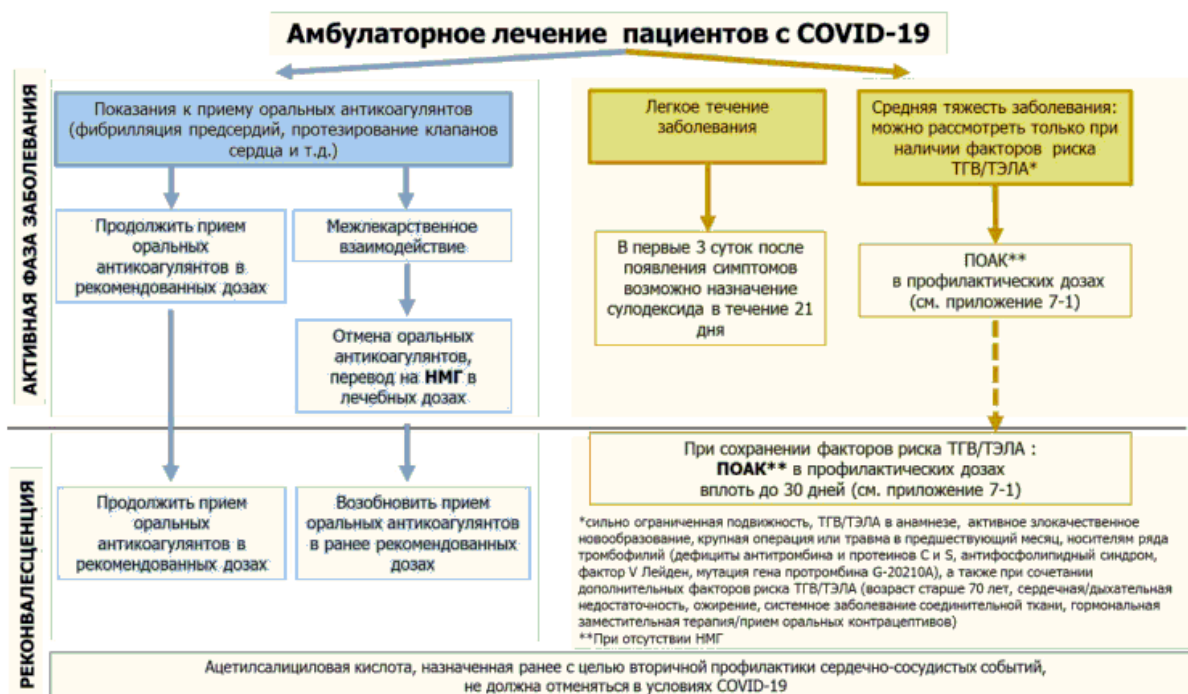 Амбулаторное лечение пациентов с COVID-19
АКТИВНАЯ ФАЗА ЗАБОЛЕВАНИЯ
Показания к приему оральных антикоагулянтов
(фибрилляция предсердий, протезирование клапанов
сердца и т.д.)
Легкое течение
заболевания
Средняя тяжесть заболевания:
можно рассмотреть только при
наличии факторов риска
ТГВ/ТЭЛА*
Продолжить прием
оральных
антикоагулянтов в
рекомендованных дозах
Межлекарственное
взаимодействие
В первые 3 суток после
появления симптомов
возможно назначение
сулодексида в течение 21
дня
ПОАК**
в профилактических дозах
(см. приложение 7-1)
Отмена оральных
антикоагулянтов,
перевод на НМГ в
лечебных дозах
РЕКОНВАЛЕСЦЕНЦИЯ
Продолжить прием
оральных
антикоагулянтов в
рекомендованных дозах
Возобновить прием
оральных антикоагулянтов
в ранее рекомендованных
дозах
При сохранении факторов риска ТГВ/ТЭЛА :
ПОАК** в профилактических дозах
вплоть до 30 дней (см. приложение 7-1)
*сильно ограниченная подвижность, ТГВ/ТЭЛА в анамнезе, активное злокачественное
новообразование, крупная операция или травма в предшествующий месяц, носителям ряда
тромбофилий (дефициты антитромбина и протеинов С и S, антифосфолипидный синдром,
фактор V Лейден, мутация гена протромбина G-20210A), а также при сочетании
дополнительных факторов риска ТГВ/ТЭЛА (возраст старше 70 лет, сердечная/дыхательная
недостаточность, ожирение, системное заболевание соединительной ткани, гормональная
заместительная терапия/прием оральных контрацептивов)
**При отсутствии НМГ
Ацетилсалициловая кислота, назначенная ранее с целью вторичной профилактики сердечно-сосудистых событий,
не должна отменяться в условиях COVID-19